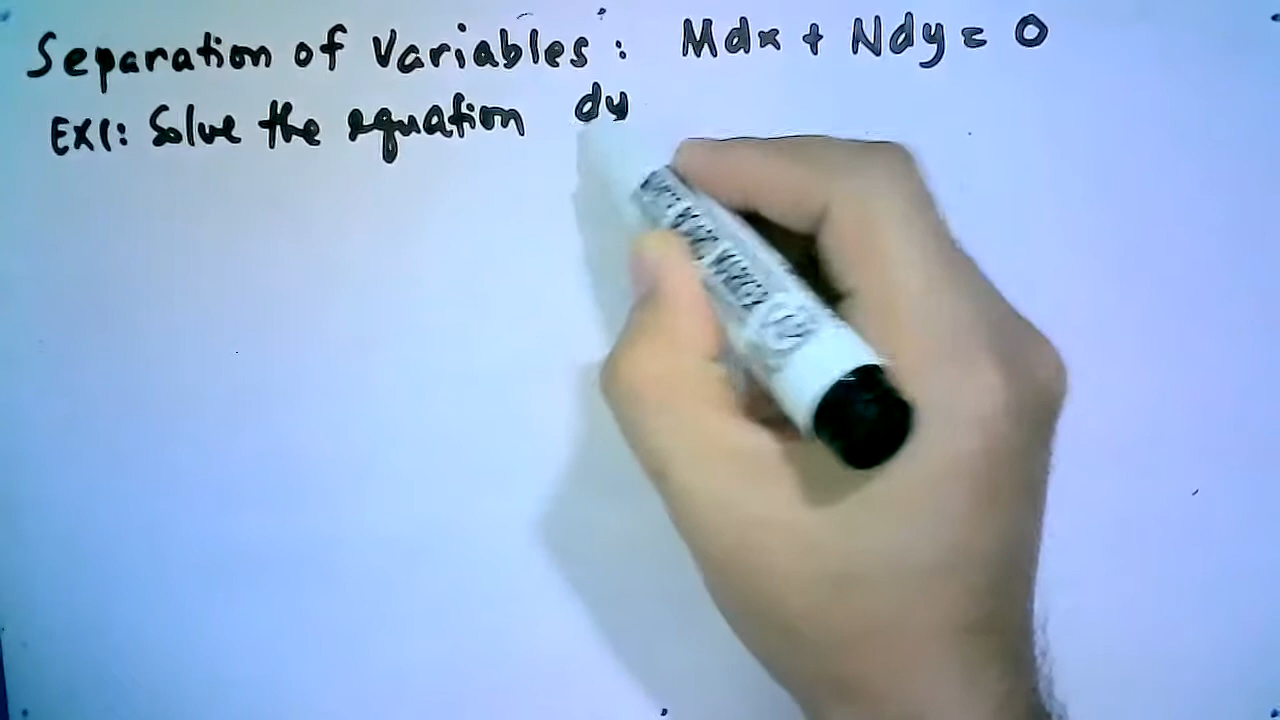 Separation of Variables: Mdx + Ndy = 0
EX1: Solve the equation dy